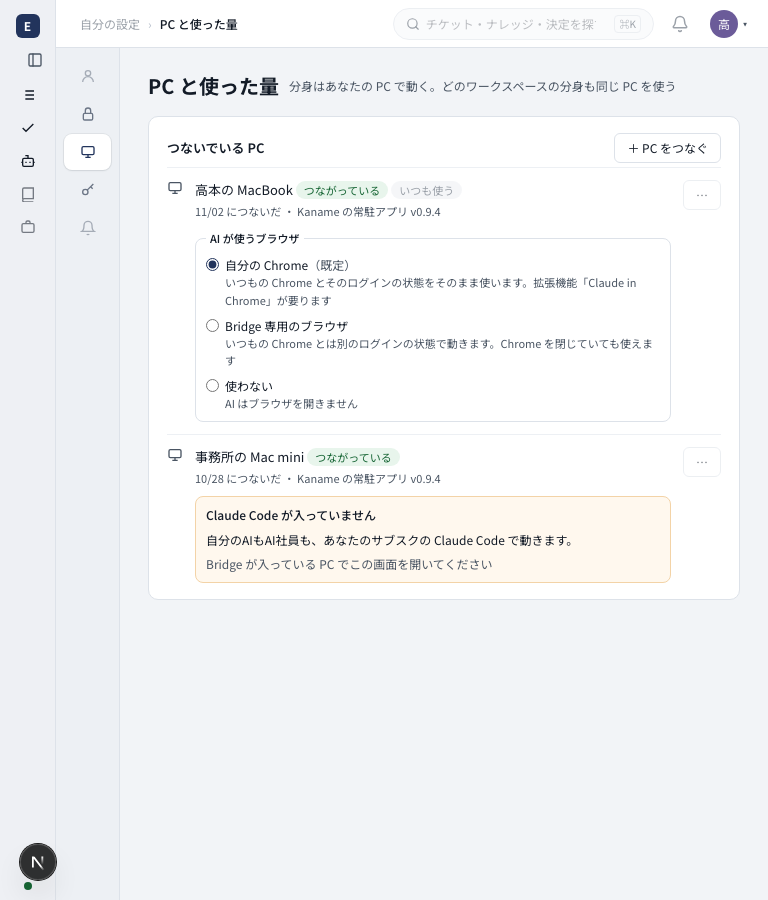 E
自分の設定 › PC と使った量
チケット・ナレッジ・決定を探す
⌘K
高
PC と使った量
分身はあなたの PC で動く。どのワークスペースの分身も同じ PC を使う
つないでいる PC
＋ PC をつなぐ
高本の MacBook つながっている いつも使う
…
11/02 につないだ ・ Kaname の常駐アプリ v0.9.4
AI が使うブラウザ
自分の Chrome（既定）
いつもの Chrome とそのログインの状態をそのまま使います。拡張機能「Claude in
Chrome」が要ります
Bridge 専用のブラウザ
いつもの Chrome とは別のログインの状態で動きます。Chrome を閉じていても使えま
す
使わない
AI はブラウザを開きません
事務所の Mac mini つながっている
…
10/28 につないだ ・ Kaname の常駐アプリ v0.9.4
Claude Code が入っていません
自分のAIもAI社員も、あなたのサブスクの Claude Code で動きます。
Bridge が入っている PC でこの画面を開いてください
N